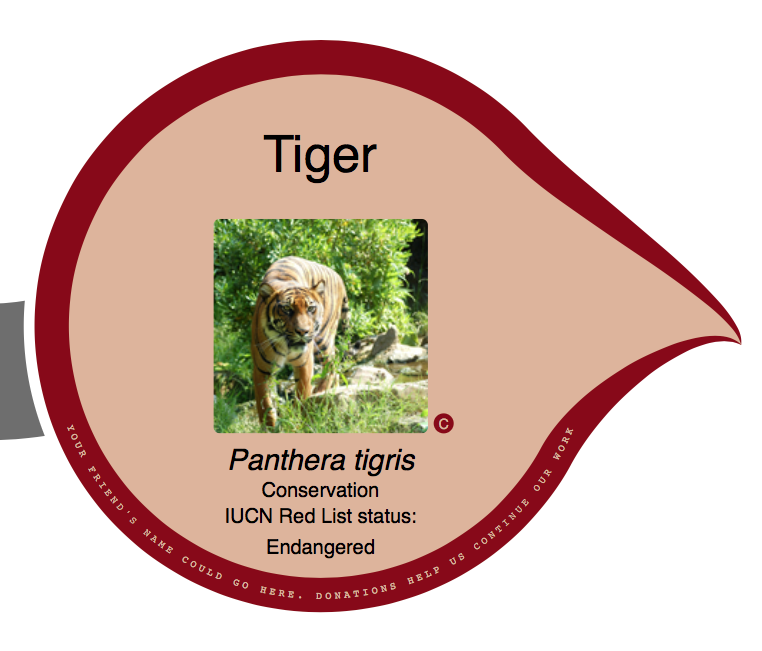 Tiger
C
Panthera tigris
Conservation
IUCN Red List status:
Endangered
YOUR FRIEND'S NAME COULD GO HERE. DONATIONS HELP US CONTINUE OUR WORK